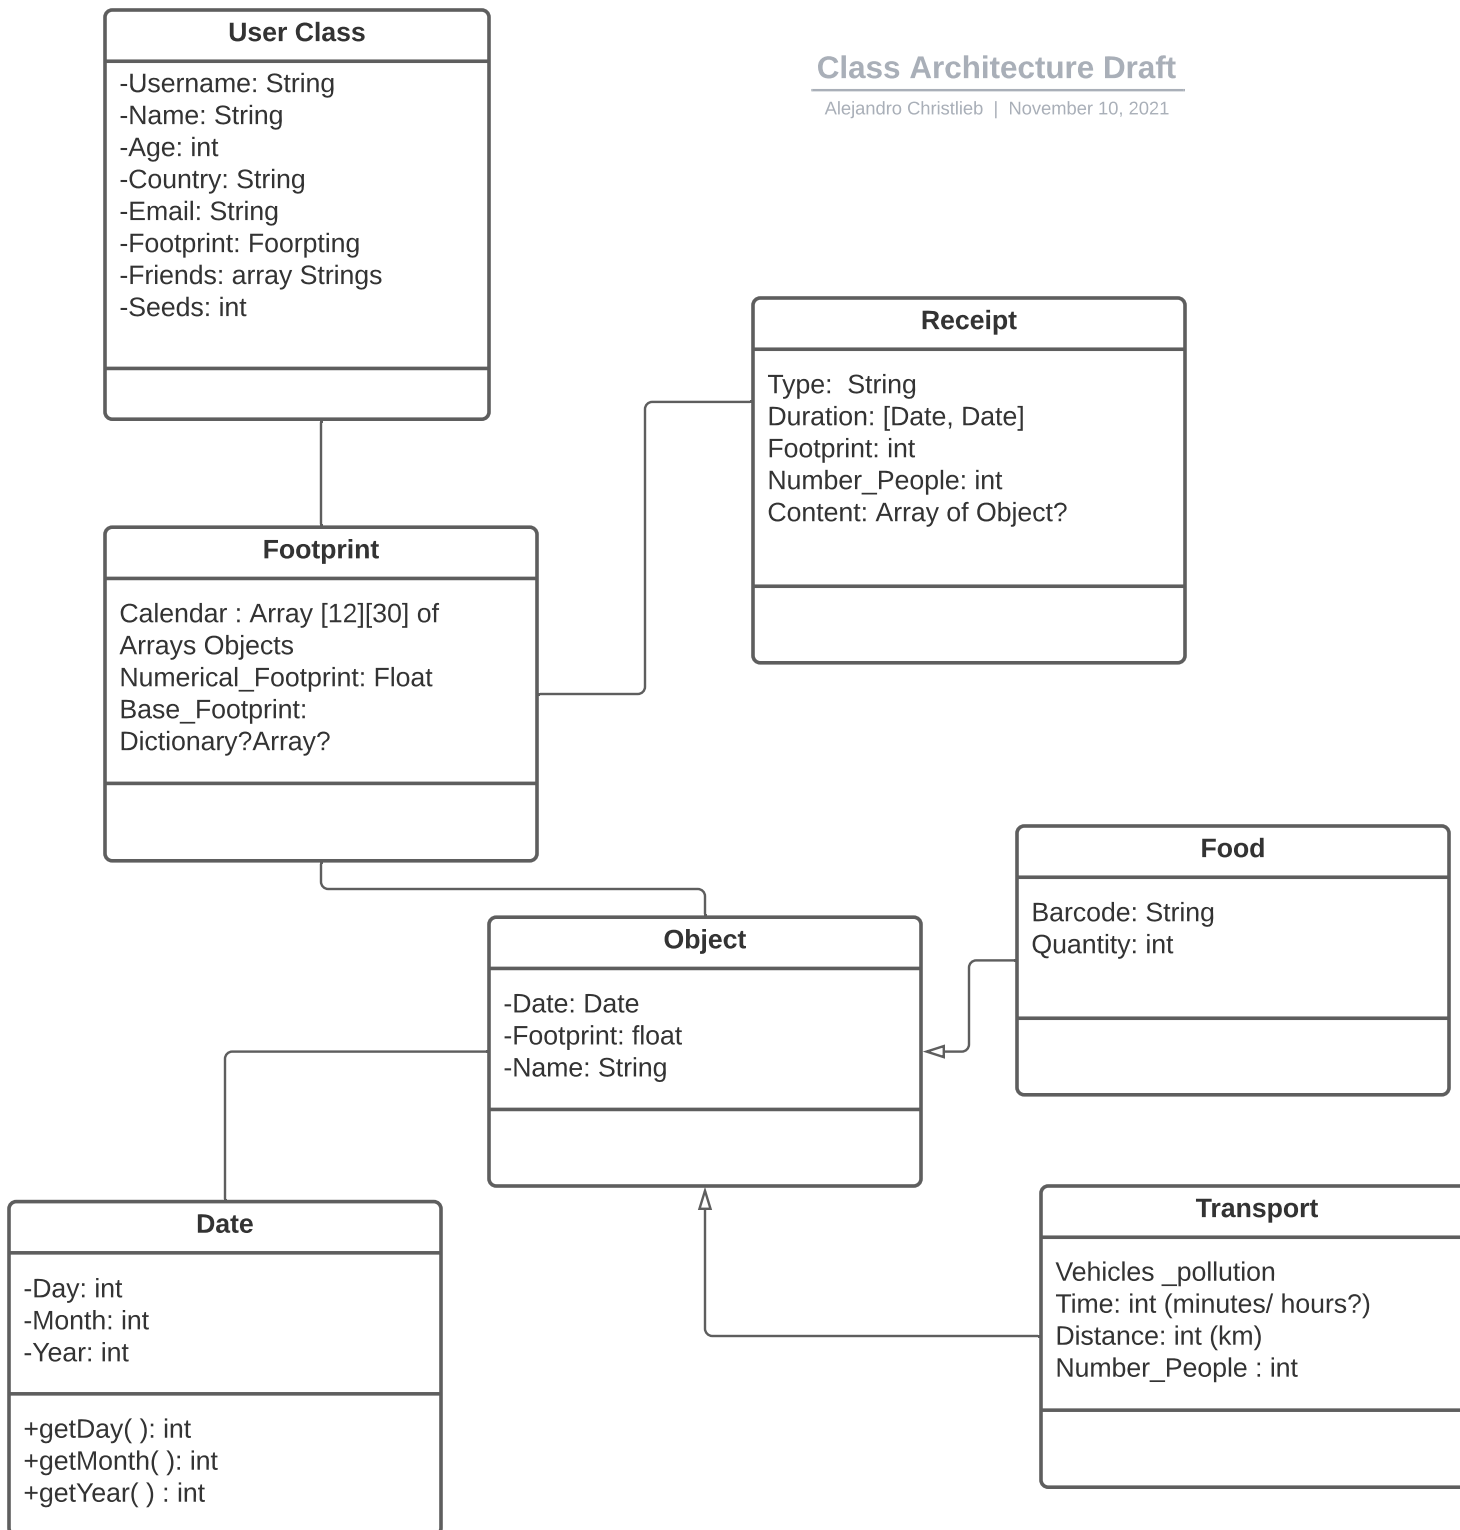 User Class
-Username: String
-Name: String
-Age: int
-Country: String
-Email: String
-Footprint: Foorpting
-Friends: array Strings
-Seeds: int
Class Architecture Draft
Alejandro Christlieb | November 10, 2021
Receipt
Type:  String
Duration: [Date, Date]
Footprint: int
Number_People: int
Content: Array of Object?
Footprint
Calendar : Array [12][30] of
Arrays Objects
Numerical_Footprint: Float
Base_Footprint:
Dictionary?Array?
Food
Barcode: String
Quantity: int
Object
-Date: Date
-Footprint: float
-Name: String
Date
-Day: int
-Month: int
-Year: int
+getDay( ): int
+getMonth( ): int
+getYear( ) : int
Transport
Vehicles _pollution
Time: int (minutes/ hours?)
Distance: int (km)
Number_People : int